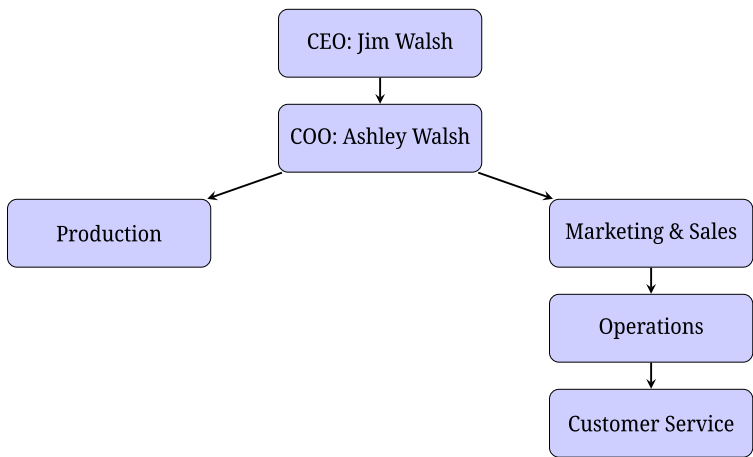 CEO: Jim Walsh
COO: Ashley Walsh
Production
Marketing & Sales
Operations
Customer Service